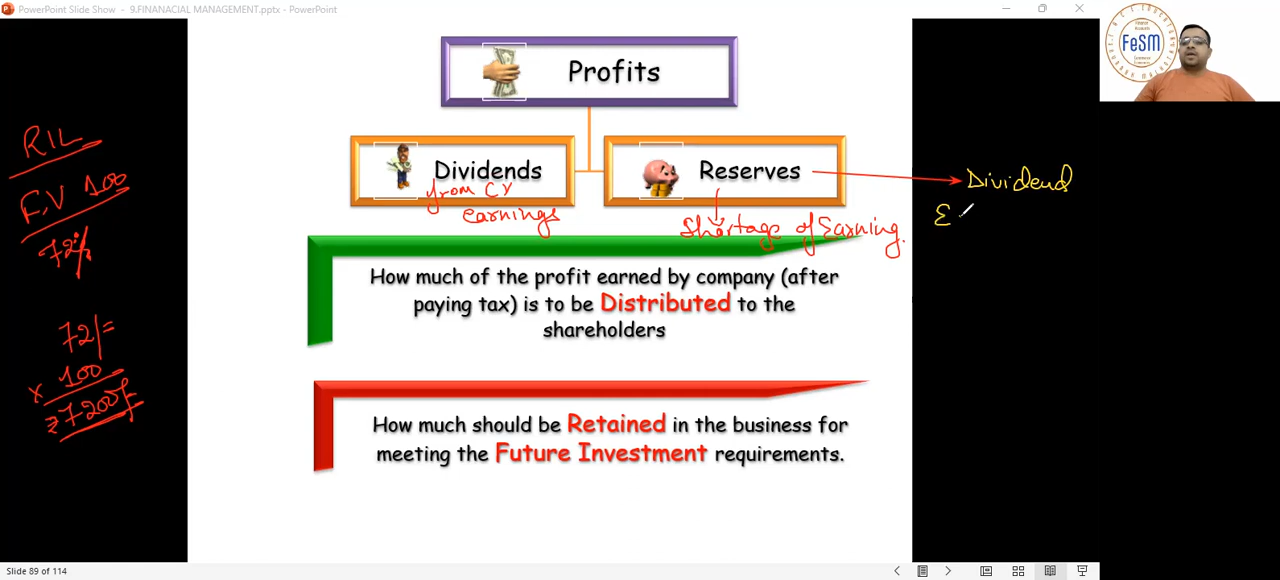 PowerPoint Slide Show - 9.FINANACIAL MANAGEMENT.pptx - PowerPoint
FeSM
Profits
Dividends
Reserves
from CY
earnings
Shortage of Earning.
Dividend
E
RIL
F.V 100
72%
72/=
x 100
₹7200/-
How much of the profit earned by company (after
paying tax) is to be Distributed to the
shareholders
How much should be Retained in the business for
meeting the Future Investment requirements.
Slide 89 of 114